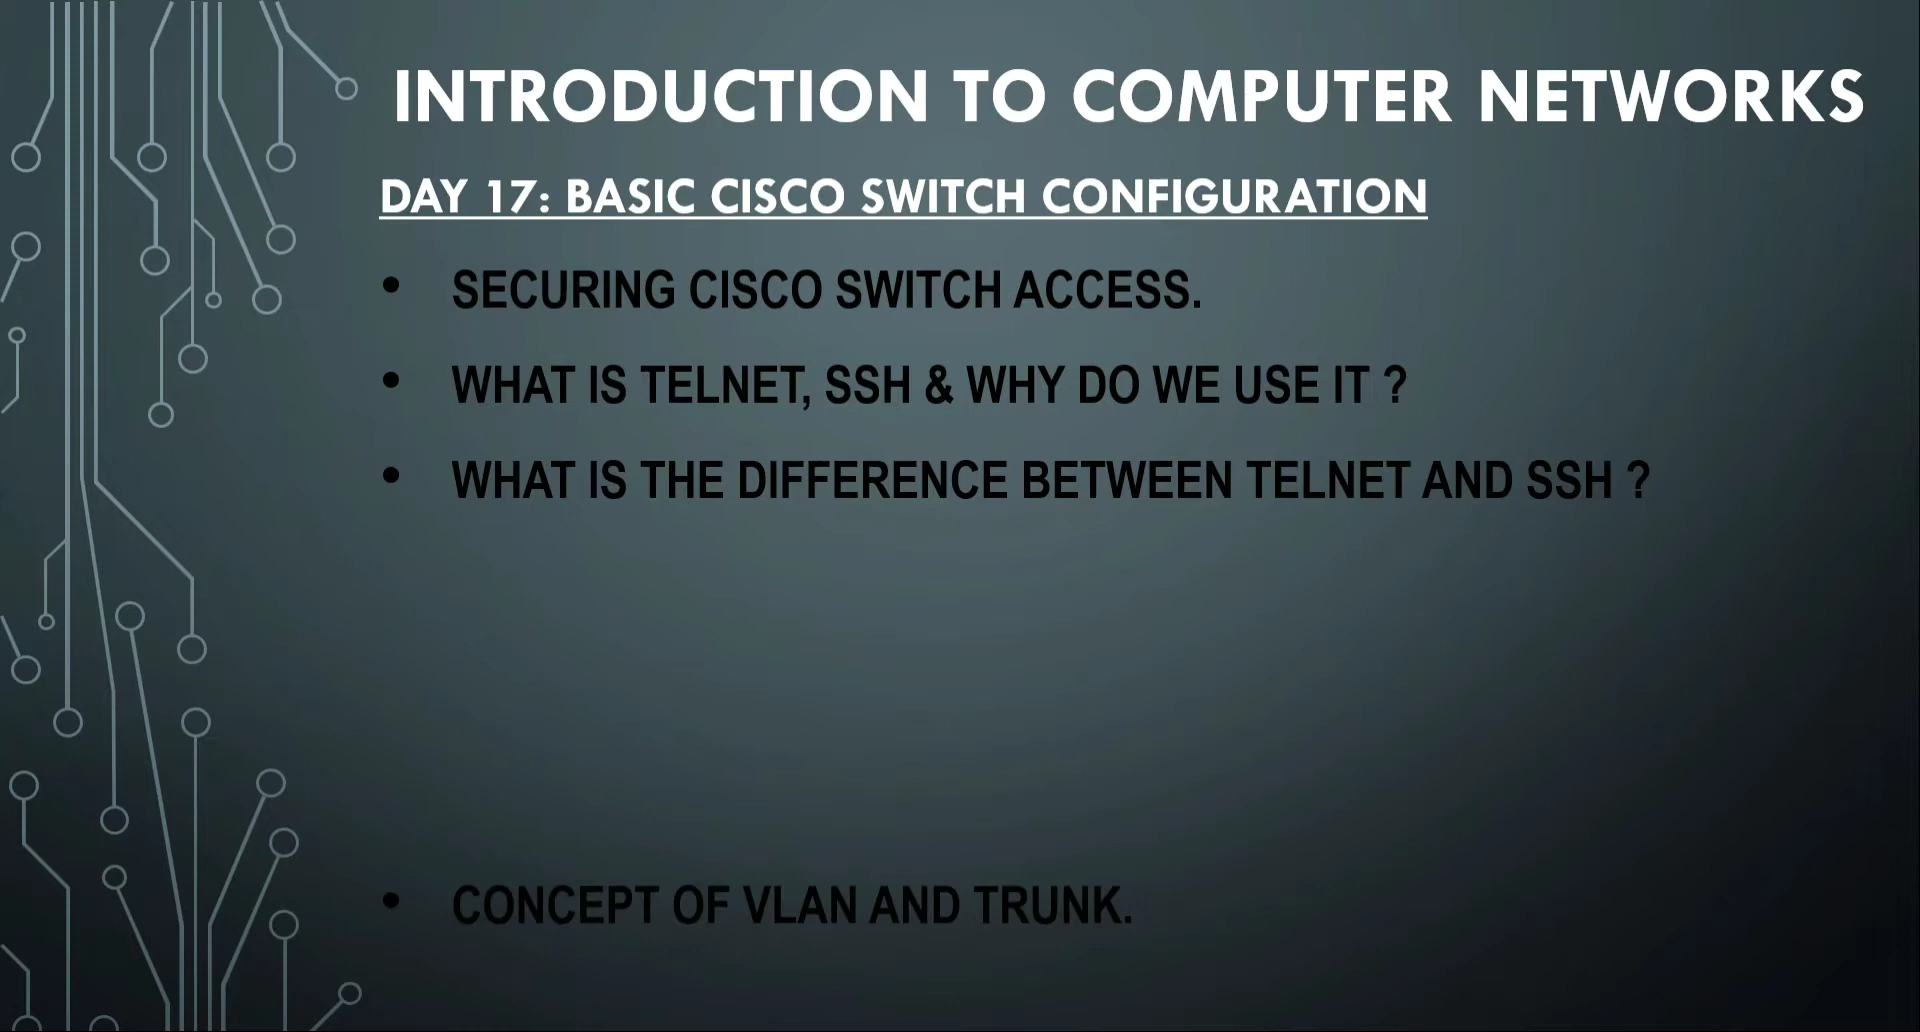 INTRODUCTION TO COMPUTER NETWORKS
DAY 17: BASIC CISCO SWITCH CONFIGURATION
• SECURING CISCO SWITCH ACCESS.
• WHAT IS TELNET, SSH & WHY DO WE USE IT ?
• WHAT IS THE DIFFERENCE BETWEEN TELNET AND SSH ?
• CONCEPT OF VLAN AND TRUNK.